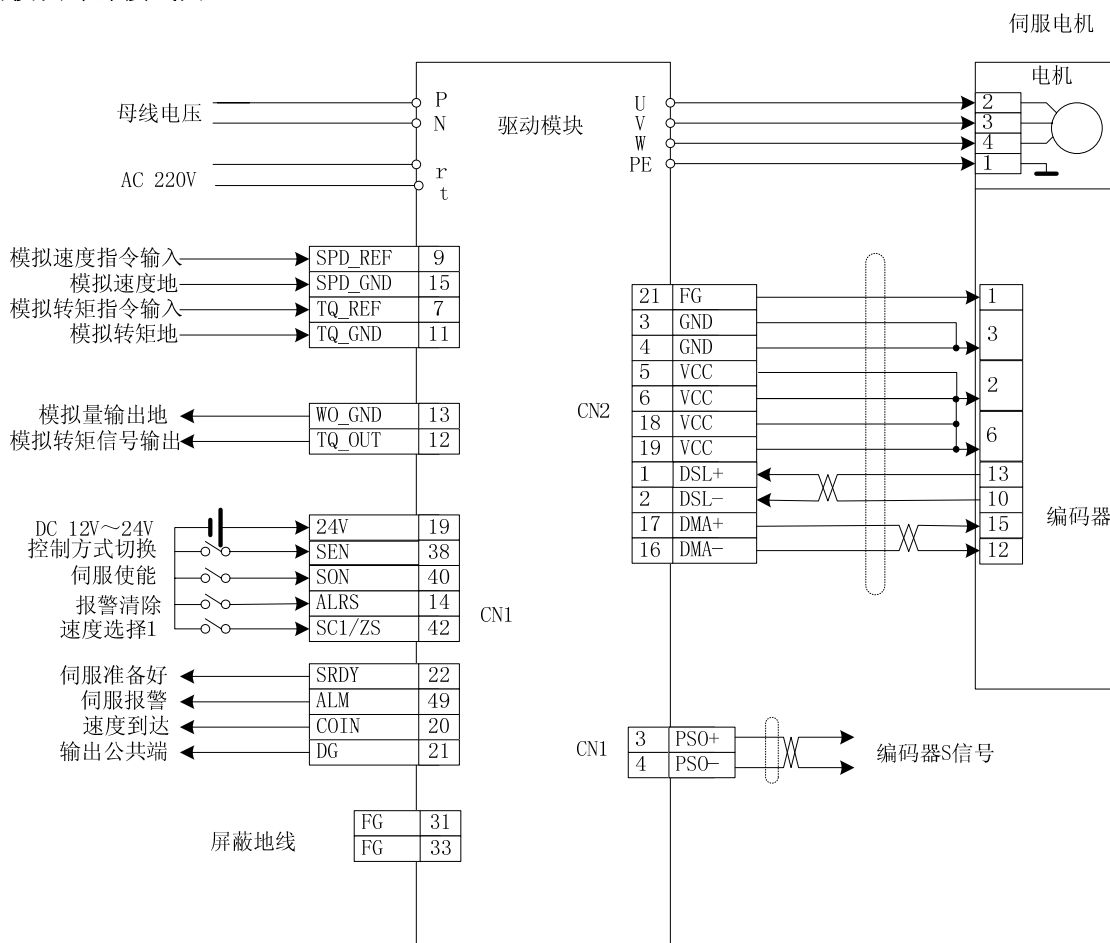 伺服电机
电机
母线电压
P
N
驱动模块
U
V
W
PE
2
3
4
1
AC 220V
r
t
模拟速度指令输入 SPD_REF 9
模拟速度地 SPD_GND 15
模拟转矩指令输入 TQ_REF 7
模拟转矩地 TQ_GND 11
模拟量输出地 WO_GND 13
模拟转矩信号输出 TQ_OUT 12
DC 12V～24V 24V 19
控制方式切换 SEN 38
伺服使能 SON 40
报警清除 ALRS 14
速度选择1 SC1/ZS 42
CN1
伺服准备好 SRDY 22
伺服报警 ALM 49
速度到达 COIN 20
输出公共端 DG 21
屏蔽地线
FG 31
FG 33
CN2
21 FG
3 GND
4 GND
5 VCC
6 VCC
18 VCC
19 VCC
1 DSL+
2 DSL-
17 DMA+
16 DMA-
1
3
2
6
13
10
15
12
编码器
CN1
3 PSO+
4 PSO-
编码器S信号